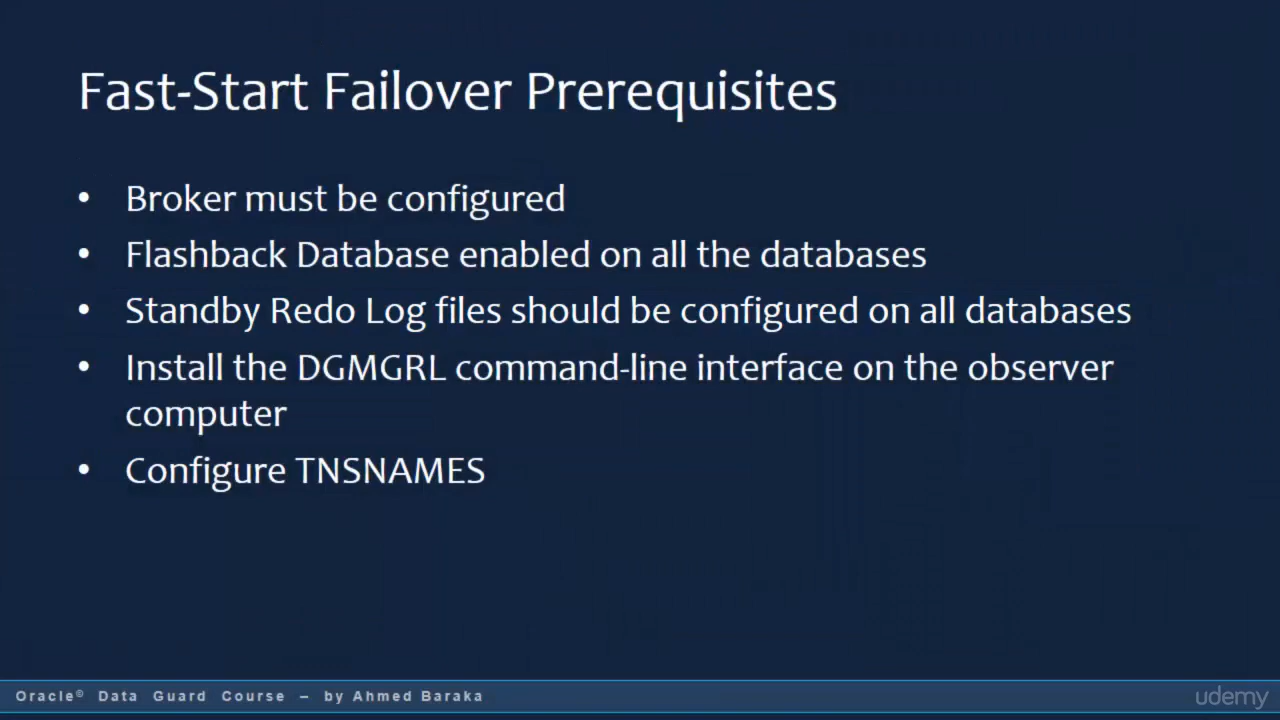 Fast-Start Failover Prerequisites
• Broker must be configured
• Flashback Database enabled on all the databases
• Standby Redo Log files should be configured on all databases
• Install the DGMGRL command-line interface on the observer
computer
• Configure TNSNAMES
Oracle® Data Guard Course – by Ahmed Baraka
udemy